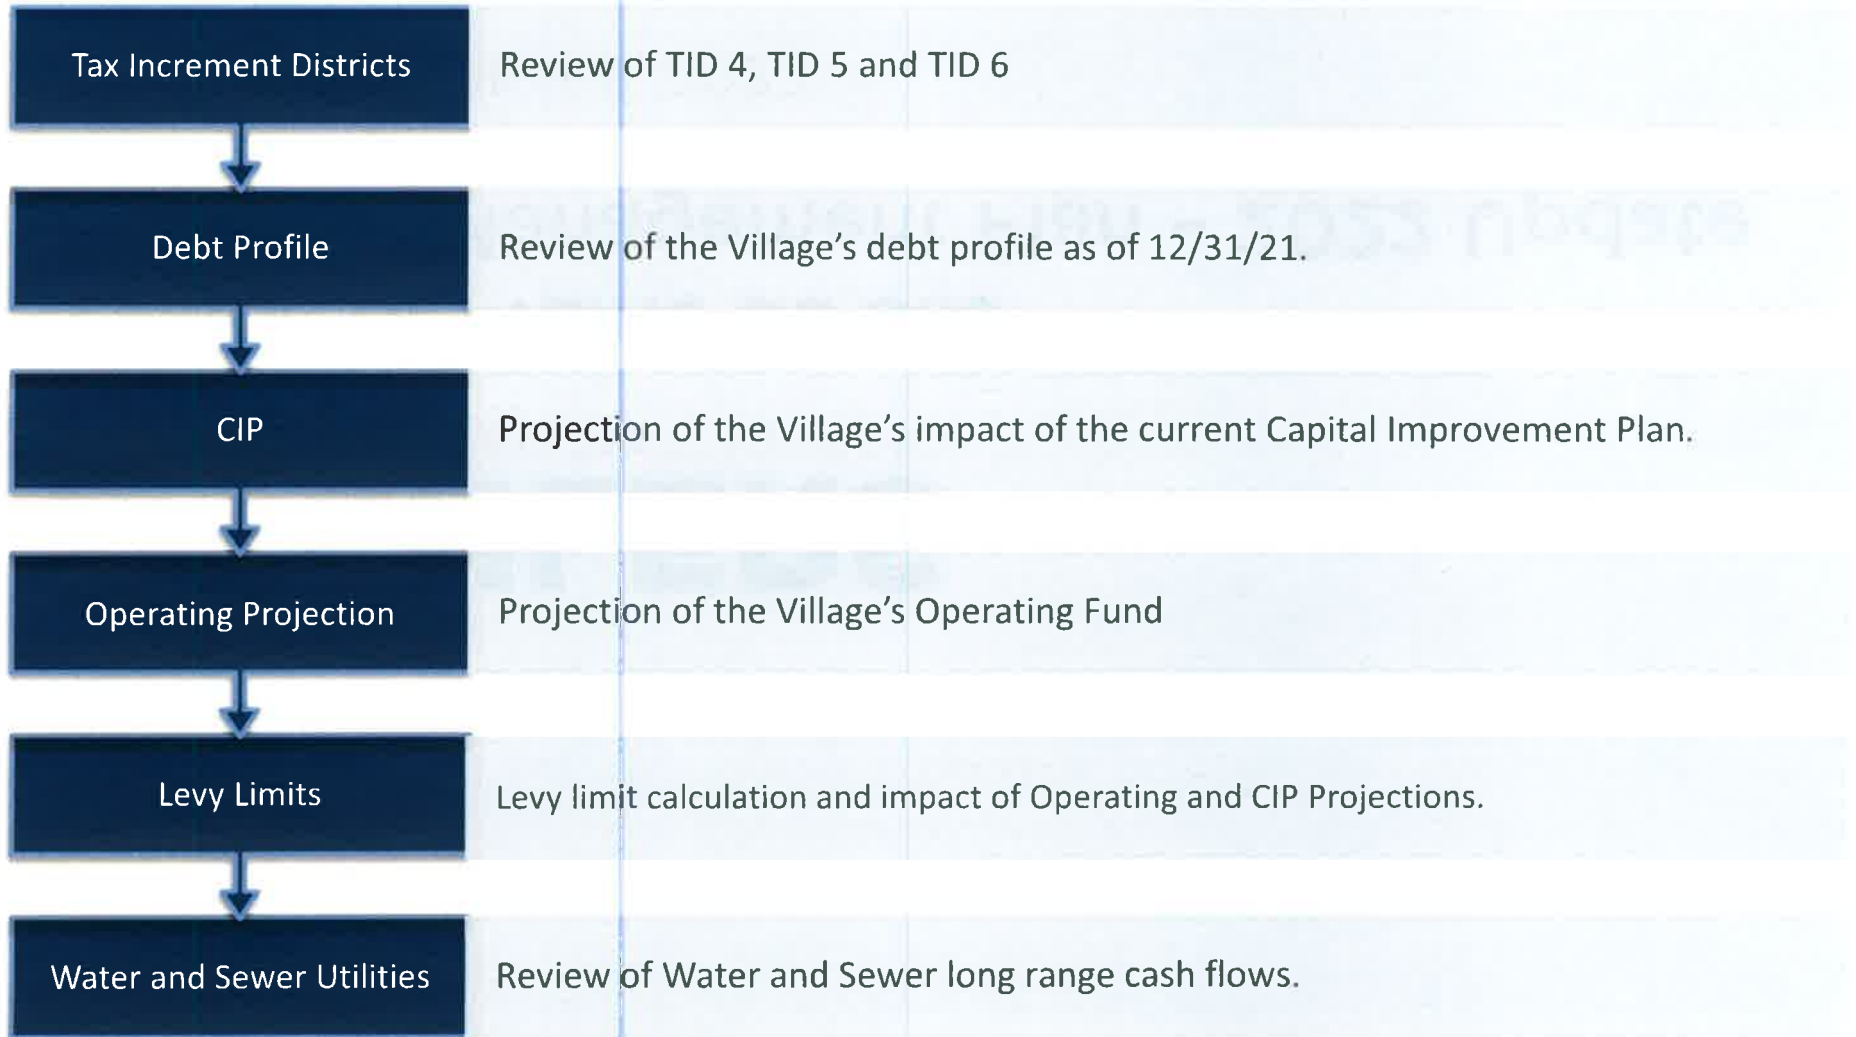 Tax Increment Districts
Review of TID 4, TID 5 and TID 6
Debt Profile
Review of the Village's debt profile as of 12/31/21.
CIP
Projection of the Village's impact of the current Capital Improvement Plan.
Operating Projection
Projection of the Village's Operating Fund
Levy Limits
Levy limit calculation and impact of Operating and CIP Projections.
Water and Sewer Utilities
Review of Water and Sewer long range cash flows.